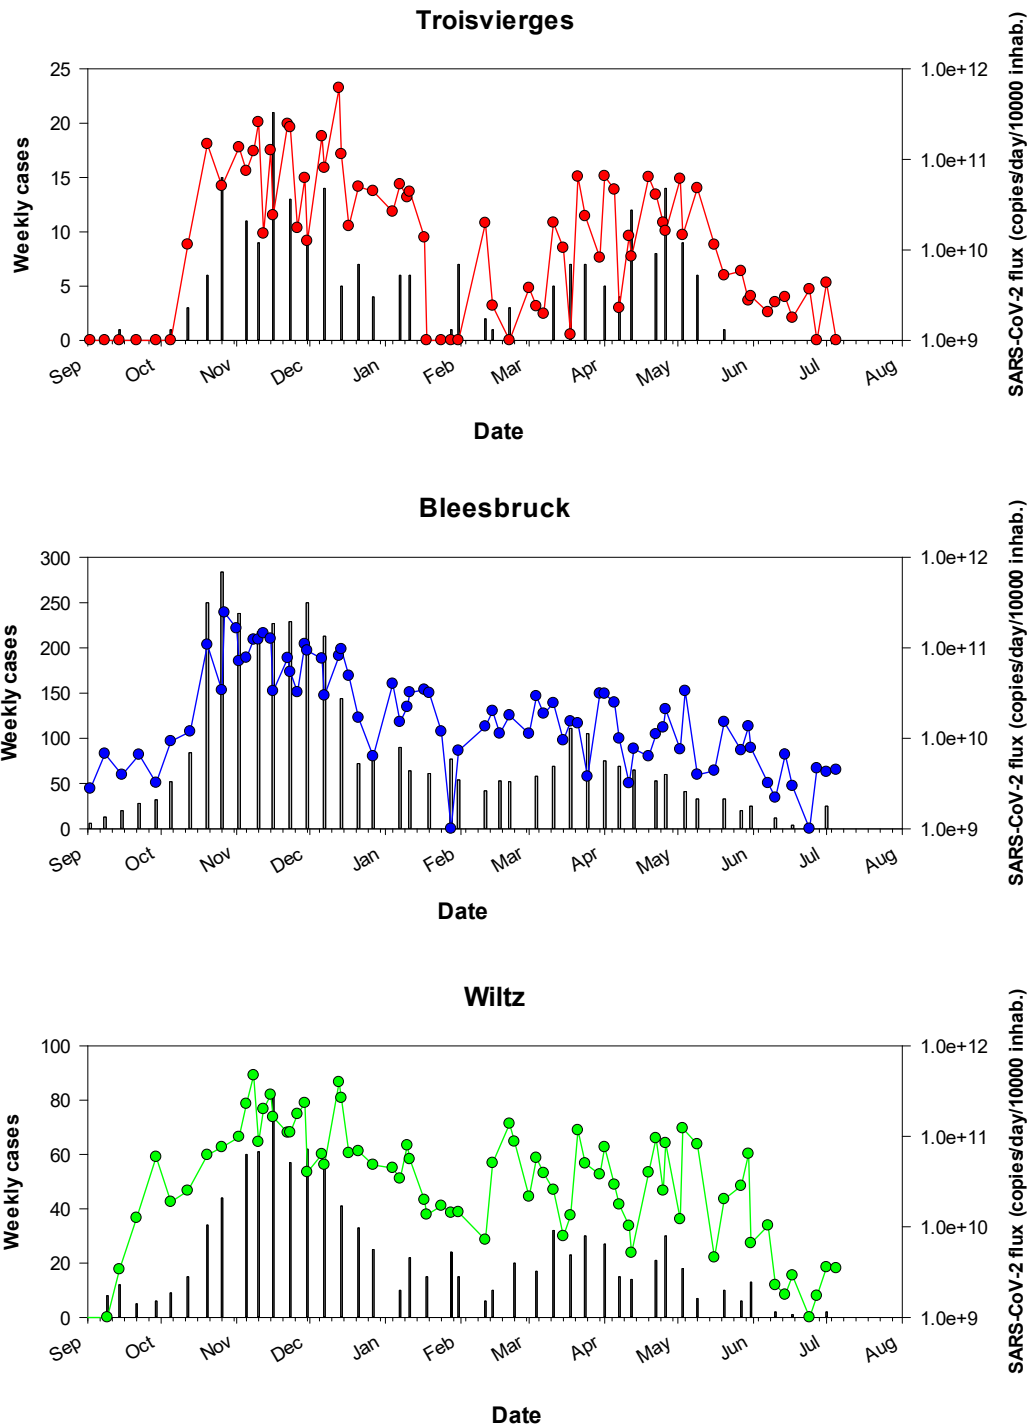 Troisvierges
25
20
15
10
5
0
Weekly cases
1.0e+12
1.0e+11
1.0e+10
1.0e+9
SARS-CoV-2 flux (copies/day/10000 inhab.)
Sep Oct Nov Dec Jan Feb Mar Apr May Jun Jul Aug
Date
Bleesbruck
300
250
200
150
100
50
0
Weekly cases
1.0e+12
1.0e+11
1.0e+10
1.0e+9
SARS-CoV-2 flux (copies/day/10000 inhab.)
Sep Oct Nov Dec Jan Feb Mar Apr May Jun Jul Aug
Date
Wiltz
100
80
60
40
20
0
Weekly cases
1.0e+12
1.0e+11
1.0e+10
1.0e+9
SARS-CoV-2 flux (copies/day/10000 inhab.)
Sep Oct Nov Dec Jan Feb Mar Apr May Jun Jul Aug
Date